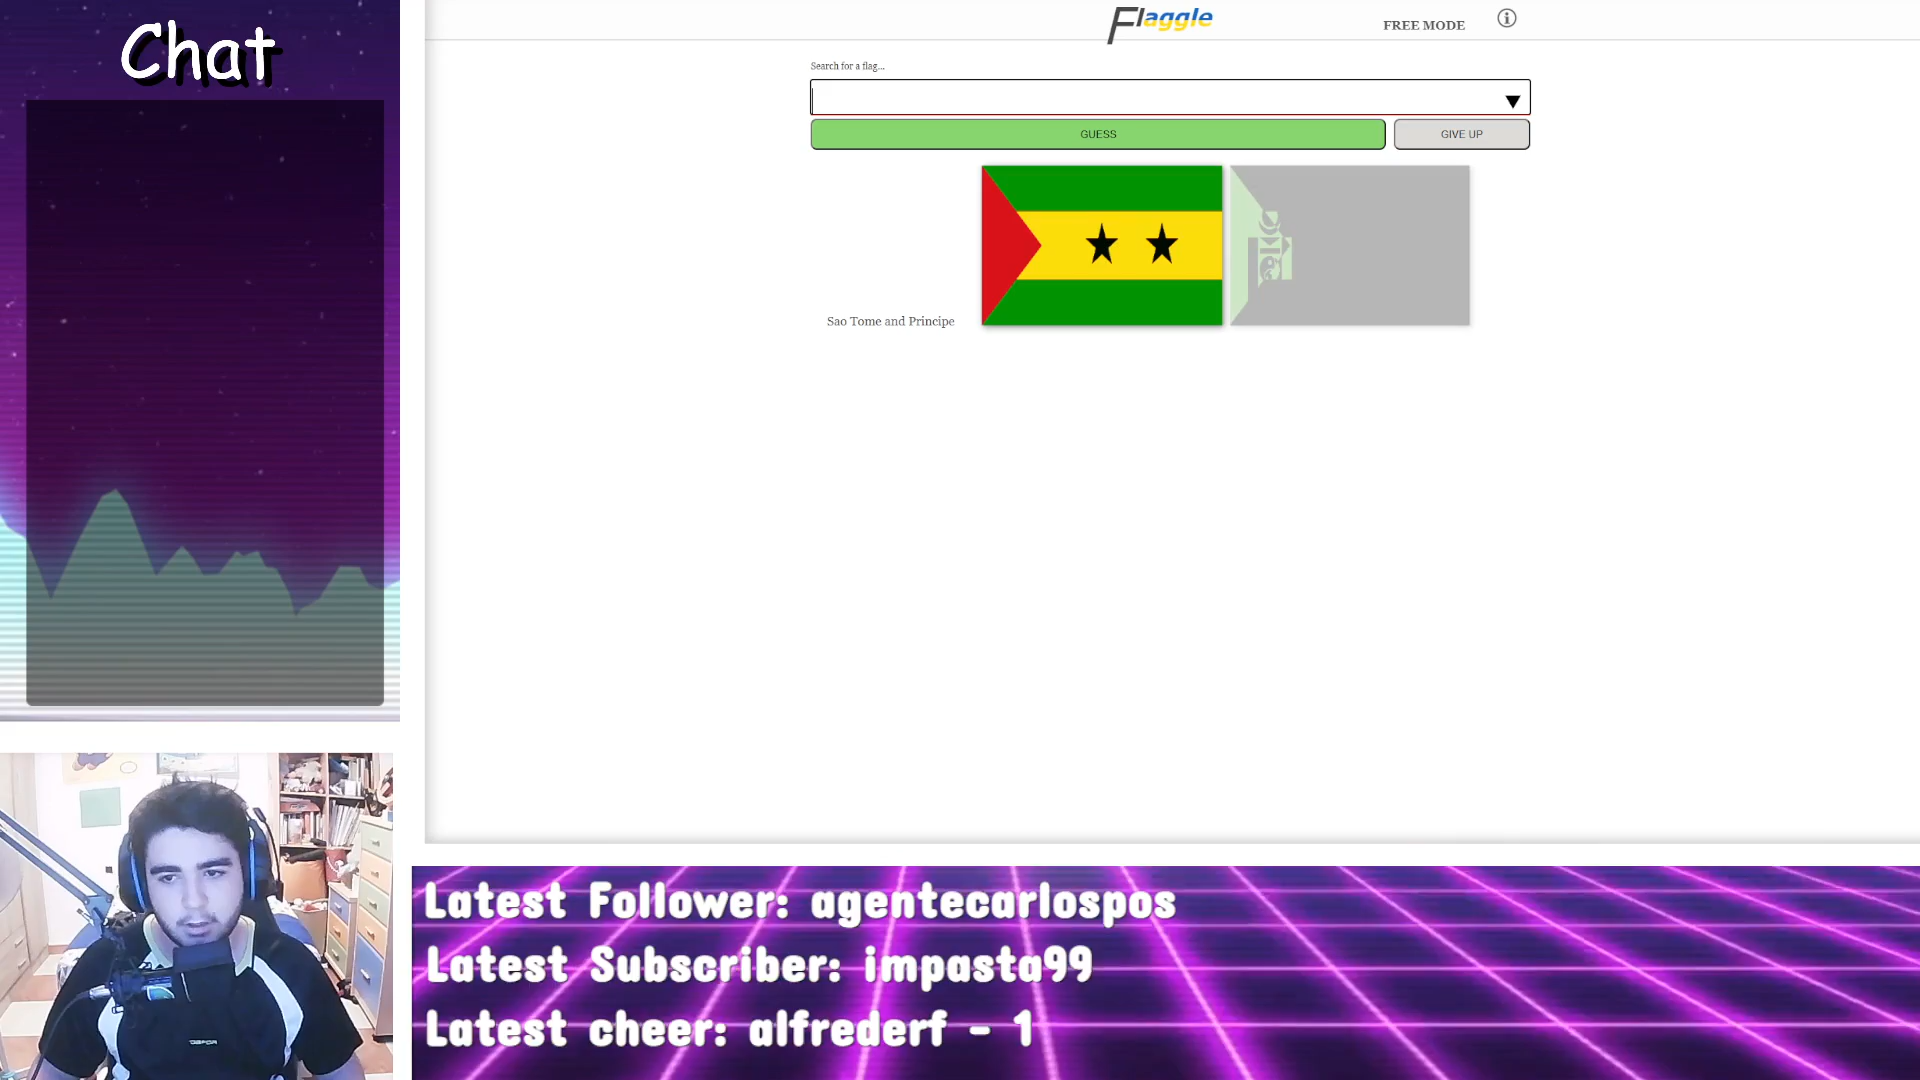 Chat
Flaggle
FREE MODE
Search for a flag...
GUESS
GIVE UP
Sao Tome and Principe
Latest Follower: agentecarlospos
Latest Subscriber: impasta99
Latest cheer: alfrederf - 1